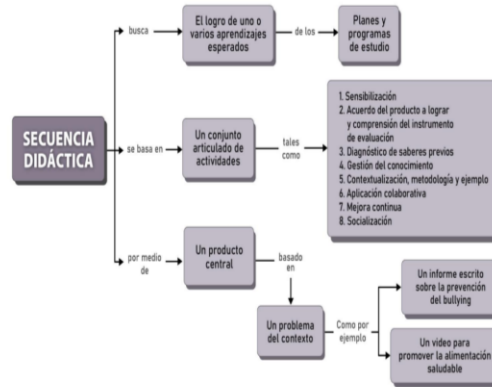 El logro de uno o
varios aprendizajes
esperados
busca
de los
Planes y
programas
de estudio
SECUENCIA
DIDÁCTICA
se basa en
Un conjunto
articulado de
actividades
tales
como
1. Sensibilización
2. Acuerdo del producto a lograr
y comprensión del instrumento
de evaluación
3. Diagnóstico de saberes previos
4. Gestión del conocimiento
5. Contextualización, metodología y ejemplo
6. Aplicación colaborativa
7. Mejora continua
8. Socialización
por medio
de
Un producto
central
basado
en
Un problema
del contexto
Como por
ejemplo
Un informe escrito
sobre la prevención
del bullying
Un video para
promover la alimentación
saludable